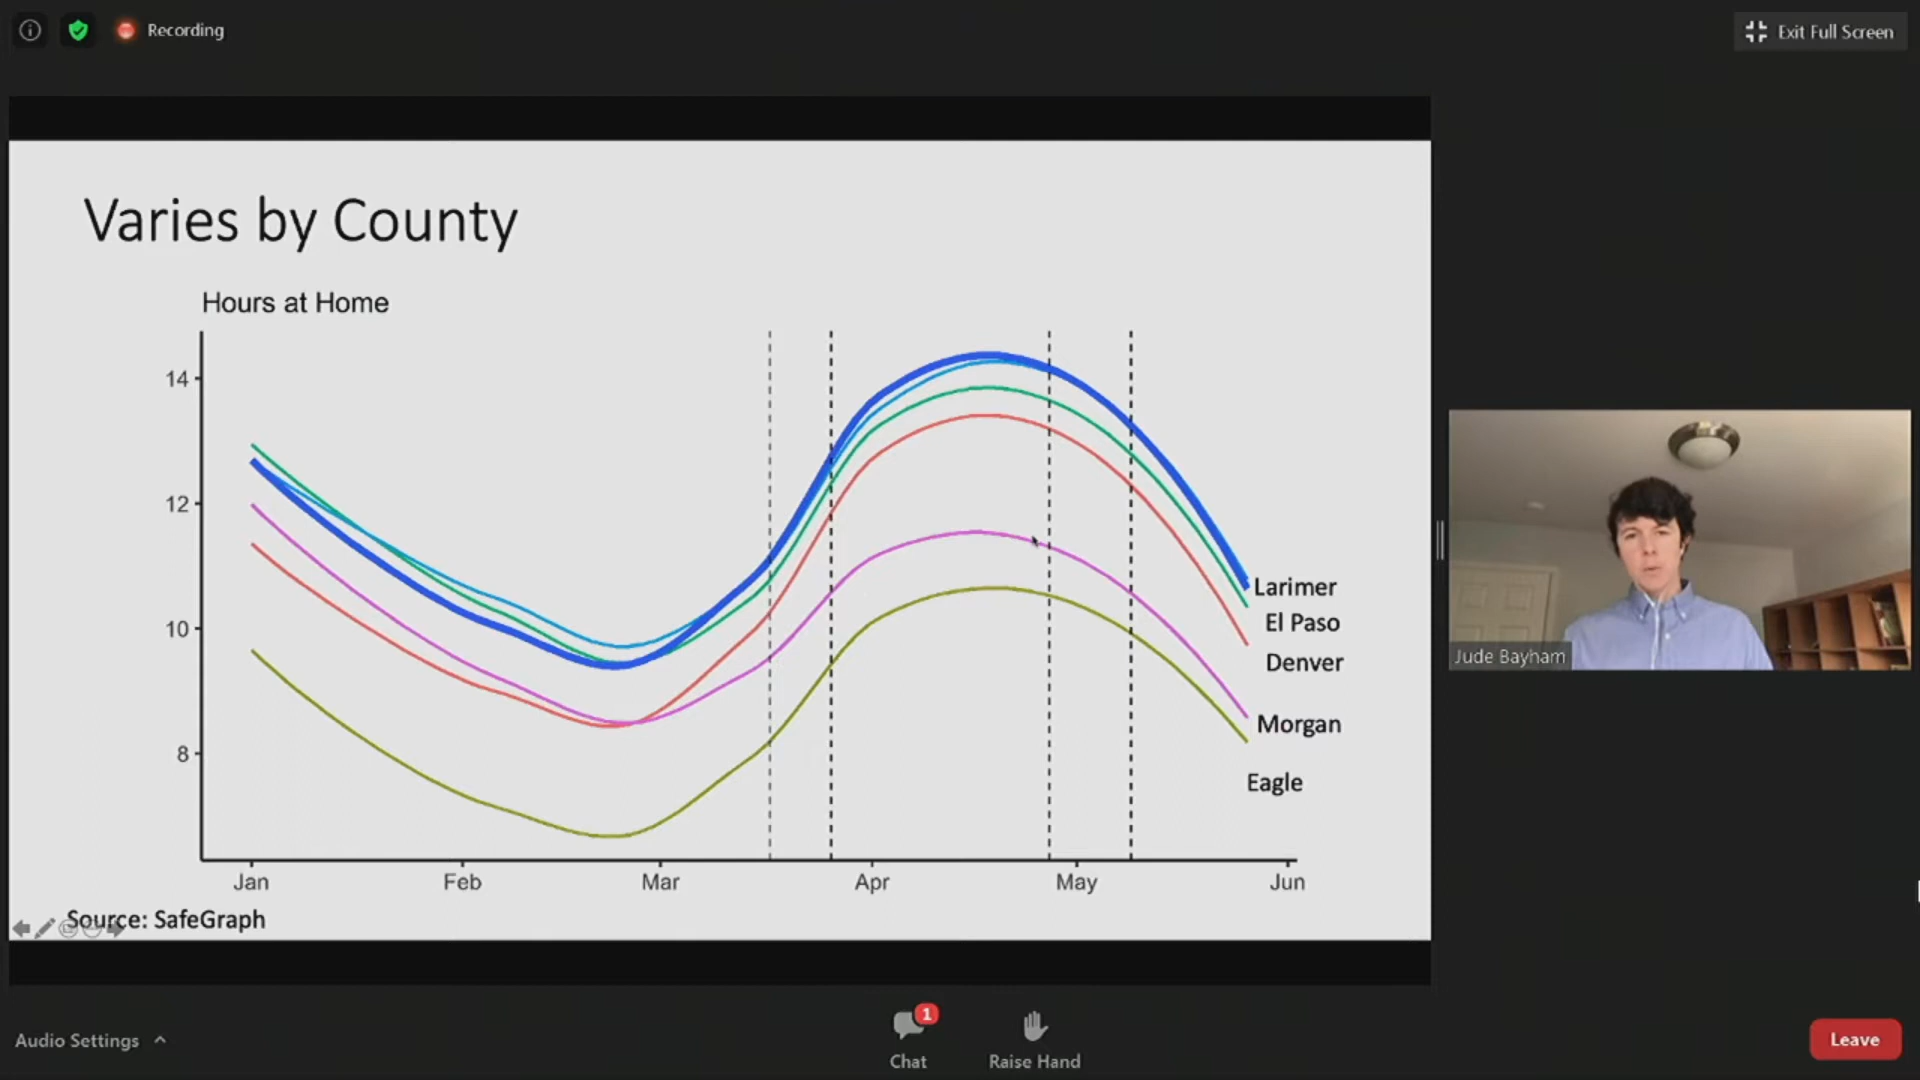 Recording
Exit Full Screen
Varies by County
Hours at Home
14
12
10
8
Larimer
El Paso
Denver
Morgan
Eagle
Jan Feb Mar Apr May Jun
Source: SafeGraph
Jude Bayham
Audio Settings
1
Chat
Raise Hand
Leave